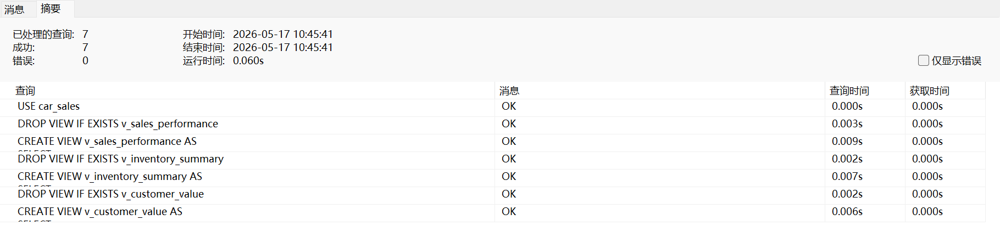 消息 摘要
已处理的查询: 7 开始时间: 2026-05-17 10:45:41
成功: 7 结束时间: 2026-05-17 10:45:41
错误: 0 运行时间: 0.060s 仅显示错误
查询 消息 查询时间 获取时间
USE car_sales OK 0.000s 0.000s
DROP VIEW IF EXISTS v_sales_performance OK 0.003s 0.000s
CREATE VIEW v_sales_performance AS OK 0.009s 0.000s
SELECT
DROP VIEW IF EXISTS v_inventory_summary OK 0.002s 0.000s
CREATE VIEW v_inventory_summary AS OK 0.007s 0.000s
SELECT
DROP VIEW IF EXISTS v_customer_value OK 0.002s 0.000s
CREATE VIEW v_customer_value AS OK 0.006s 0.000s
SELECT